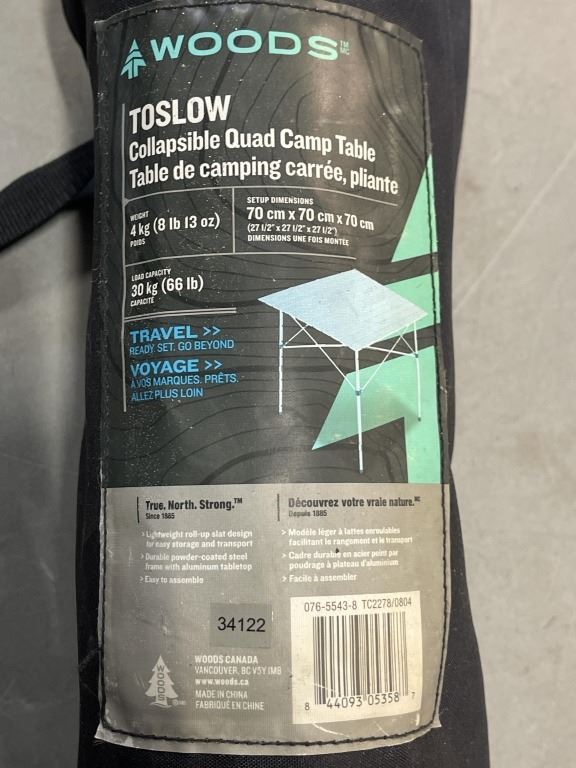 WOODS™ MC
TOSLOW
Collapsible Quad Camp Table
Table de camping carrée, pliante
WEIGHT
4 kg (8 lb 13 oz)
POIDS
SETUP DIMENSIONS
70 cm x 70 cm x 70 cm
(27 1/2" x 27 1/2" x 27 1/2")
DIMENSIONS UNE FOIS MONTÉE
LOAD CAPACITY
30 kg (66 lb)
CAPACITÉ
TRAVEL >>
READY. SET. GO BEYOND
VOYAGE >>
À VOS MARQUES. PRÊTS.
ALLEZ PLUS LOIN
True. North. Strong.™
Since 1885
> Lightweight roll-up slat design
for easy storage and transport
> Durable powder-coated steel
frame with aluminum tabletop
> Easy to assemble
Découvrez votre vraie nature.MC
Depuis 1885
> Modèle léger à lattes enroulables
facilitant le rangement et le transport
> Cadre durable en acier peint par
poudrage à plateau d'aluminium
> Facile à assembler
34122
076-5543-8 TC2278/0804
8 44093 05358 7
WOODS
WOODS CANADA
VANCOUVER, BC V5Y 1M8
www.woods.ca
MADE IN CHINA
FABRIQUÉ EN CHINE